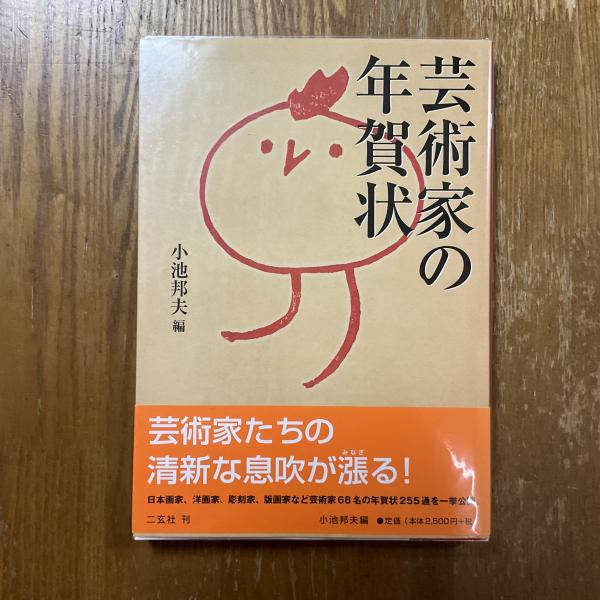 芸術家の
年賀状
小池邦夫 編
芸術家たちの
清新な息吹が漲る!
みなぎ
日本画家、洋画家、彫刻家、版画家など芸術家68名の年賀状255通を一挙公
二玄社 刊
小池邦夫編 ●定価(本体2,500円+税